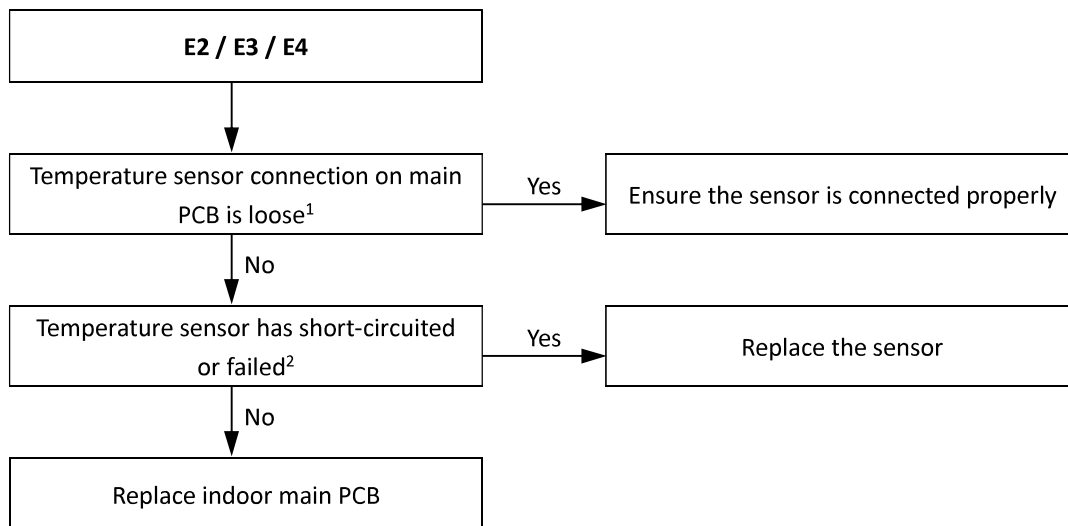 E2 / E3 / E4
Temperature sensor connection on main
PCB is loose¹
Yes
Ensure the sensor is connected properly
No
Temperature sensor has short-circuited
or failed²
Yes
Replace the sensor
No
Replace indoor main PCB